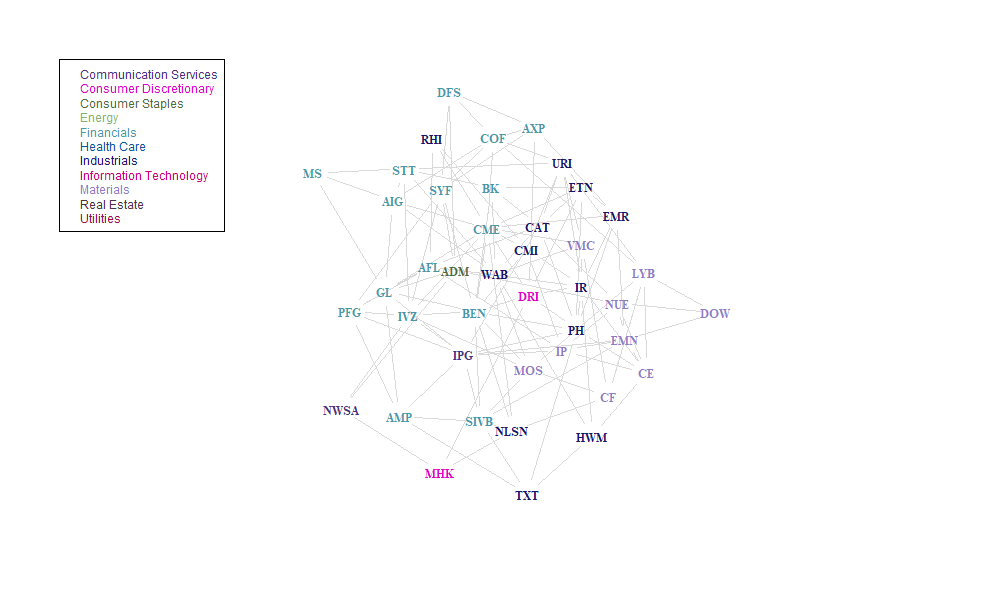 Communication Services
Consumer Discretionary
Consumer Staples
Energy
Financials
Health Care
Industrials
Information Technology
Materials
Real Estate
Utilities
DFS
AXP
COF
RHI
URI
STT
MS
ETN
BK
SYF
AIG
EMR
CAT
CME
VMC
CMI
AFL
ADM
WAB
LYB
IR
GL
DRI
NUE
PFG
IVZ
BEN
DOW
PH
EMN
IP
IPG
MOS
CE
CF
NWSA
AMP
SIVB
NLSN
HWM
MHK
TXT